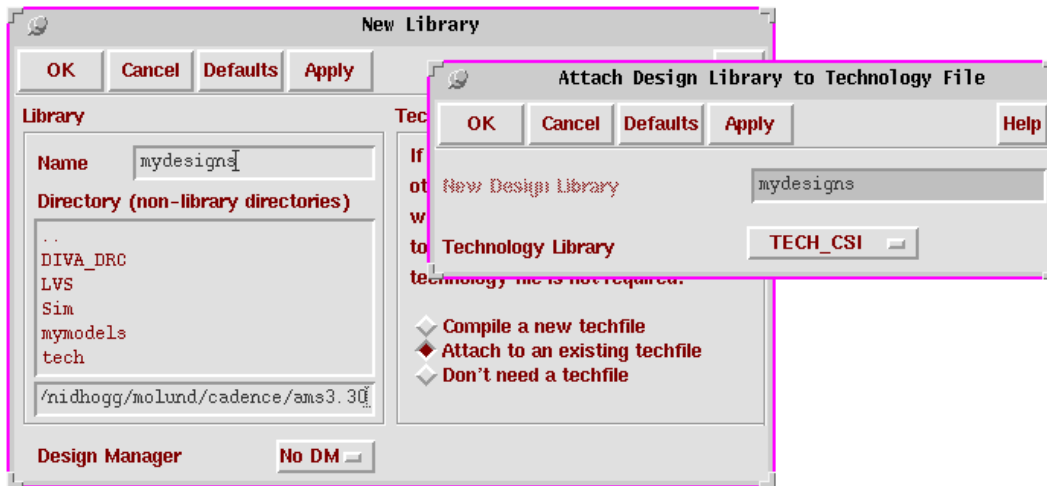 New Library
OK Cancel Defaults Apply
Library
Name mydesigns
Directory (non-library directories)
..
DIVA_DRC
LVS
Sim
mymodels
tech
/nidhogg/molund/cadence/ams3.30
Design Manager No DM
Tec
If
ot
w
to
technology file is not required.
Compile a new techfile
Attach to an existing techfile
Don't need a techfile
Attach Design Library to Technology File
OK Cancel Defaults Apply Help
New Design Library mydesigns
Technology Library TECH_CSI